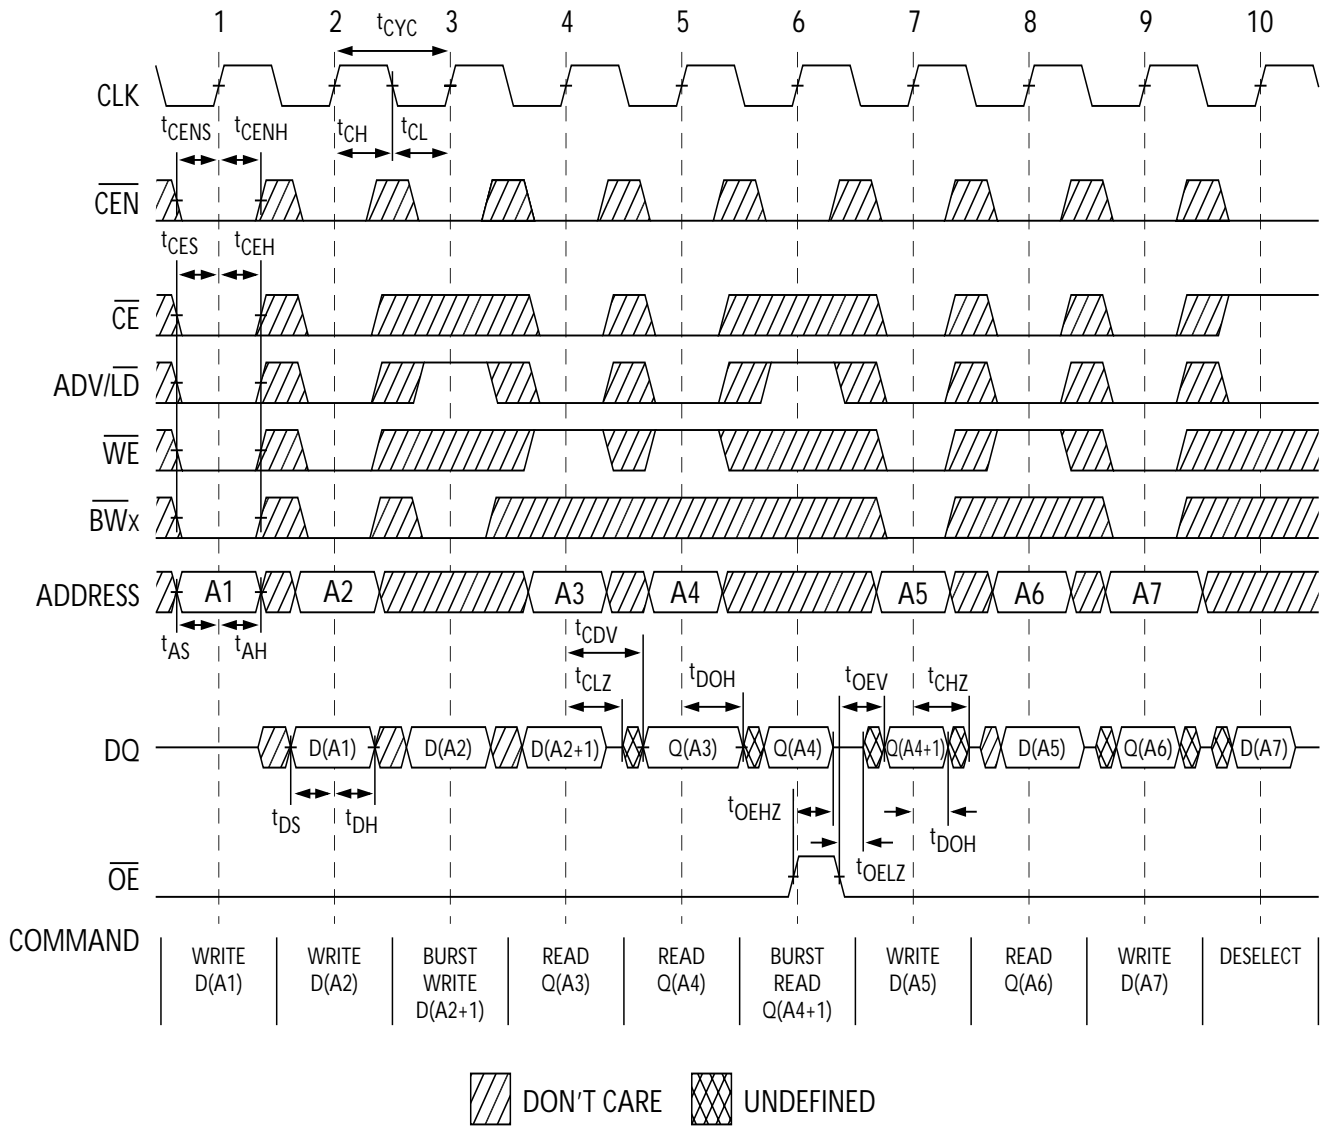 1 2 tCYC 3 4 5 6 7 8 9 10
CLK
tCENS tCENH tCH tCL
CEN
tCES tCEH
CE
ADV/LD
WE
BWx
ADDRESS A1 A2 A3 A4 A5 A6 A7
tAS tAH tCDV
tCLZ tDOH tOEV tCHZ
DQ D(A1) D(A2) D(A2+1) Q(A3) Q(A4) Q(A4+1) D(A5) Q(A6) D(A7)
tDS tDH tOEHZ tDOH
tOELZ
OE
COMMAND
WRITE
D(A1)
WRITE
D(A2)
BURST
WRITE
D(A2+1)
READ
Q(A3)
READ
Q(A4)
BURST
READ
Q(A4+1)
WRITE
D(A5)
READ
Q(A6)
WRITE
D(A7)
DESELECT
DON'T CARE UNDEFINED